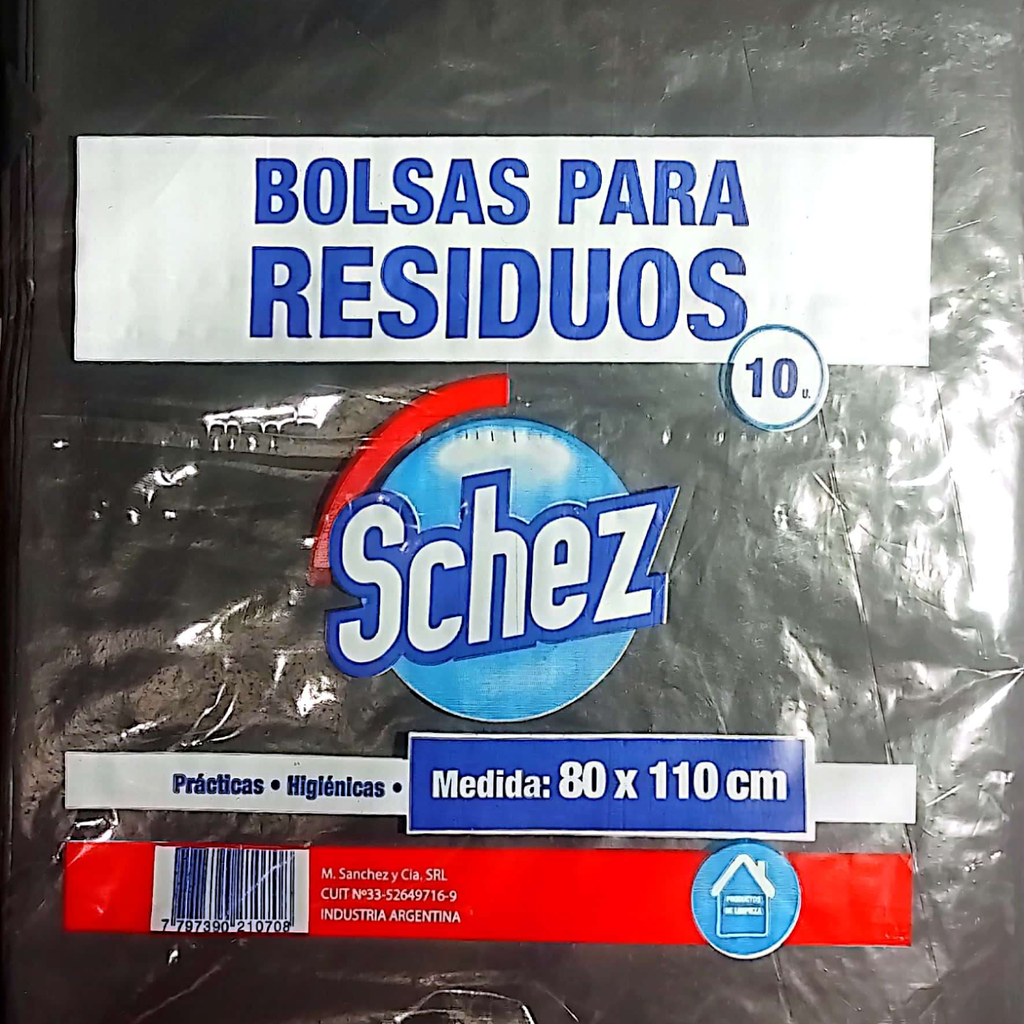 BOLSAS PARA
RESIDUOS
10 U.
Schez
Prácticas • Higiénicas •
Medida: 80 x 110 cm
M. Sanchez y Cia. SRL
CUIT Nº33-52649716-9
INDUSTRIA ARGENTINA
7 797390 210708
PRODUCTOS
DE LIMPIEZA